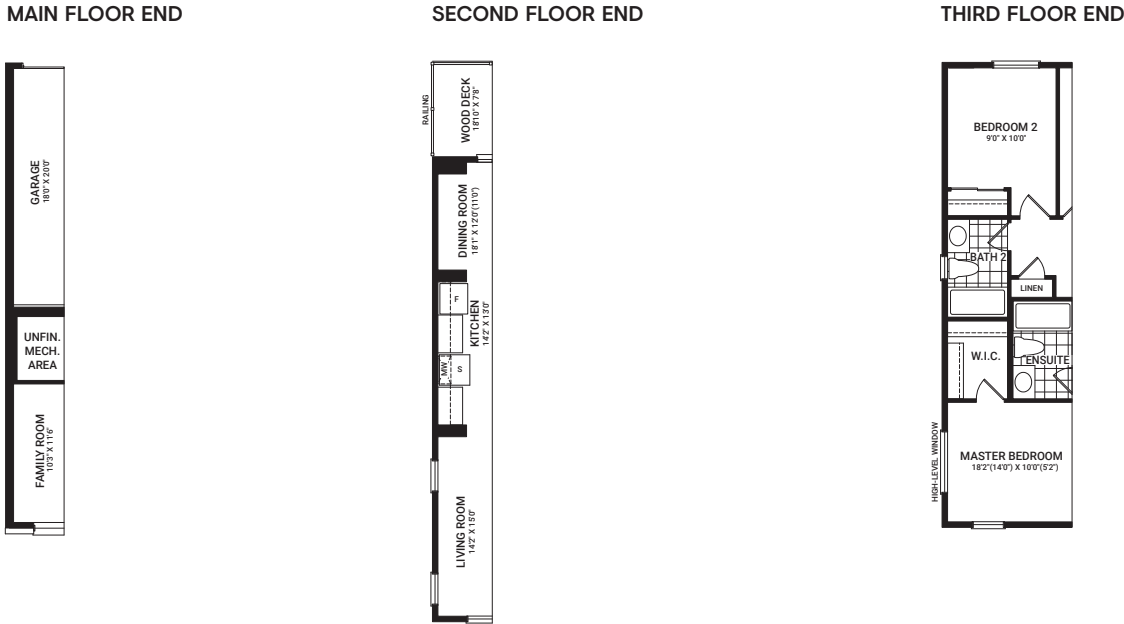 MAIN FLOOR END
GARAGE
18'0" X 20'0"
UNFIN.
MECH.
AREA
FAMILY ROOM
10'3" X 11'6"
SECOND FLOOR END
RAILING
WOOD DECK
18'10" X 7'8"
DINING ROOM
18'1" X 12'0"(11'0")
F
KITCHEN
14'2" X 13'0"
MW
S
LIVING ROOM
14'2" X 15'0"
THIRD FLOOR END
BEDROOM 2
9'0" X 10'0"
BATH 2
LINEN
W.I.C.
ENSUITE
HIGH-LEVEL WINDOW
MASTER BEDROOM
18'2"(14'0") X 10'0"(5'2")